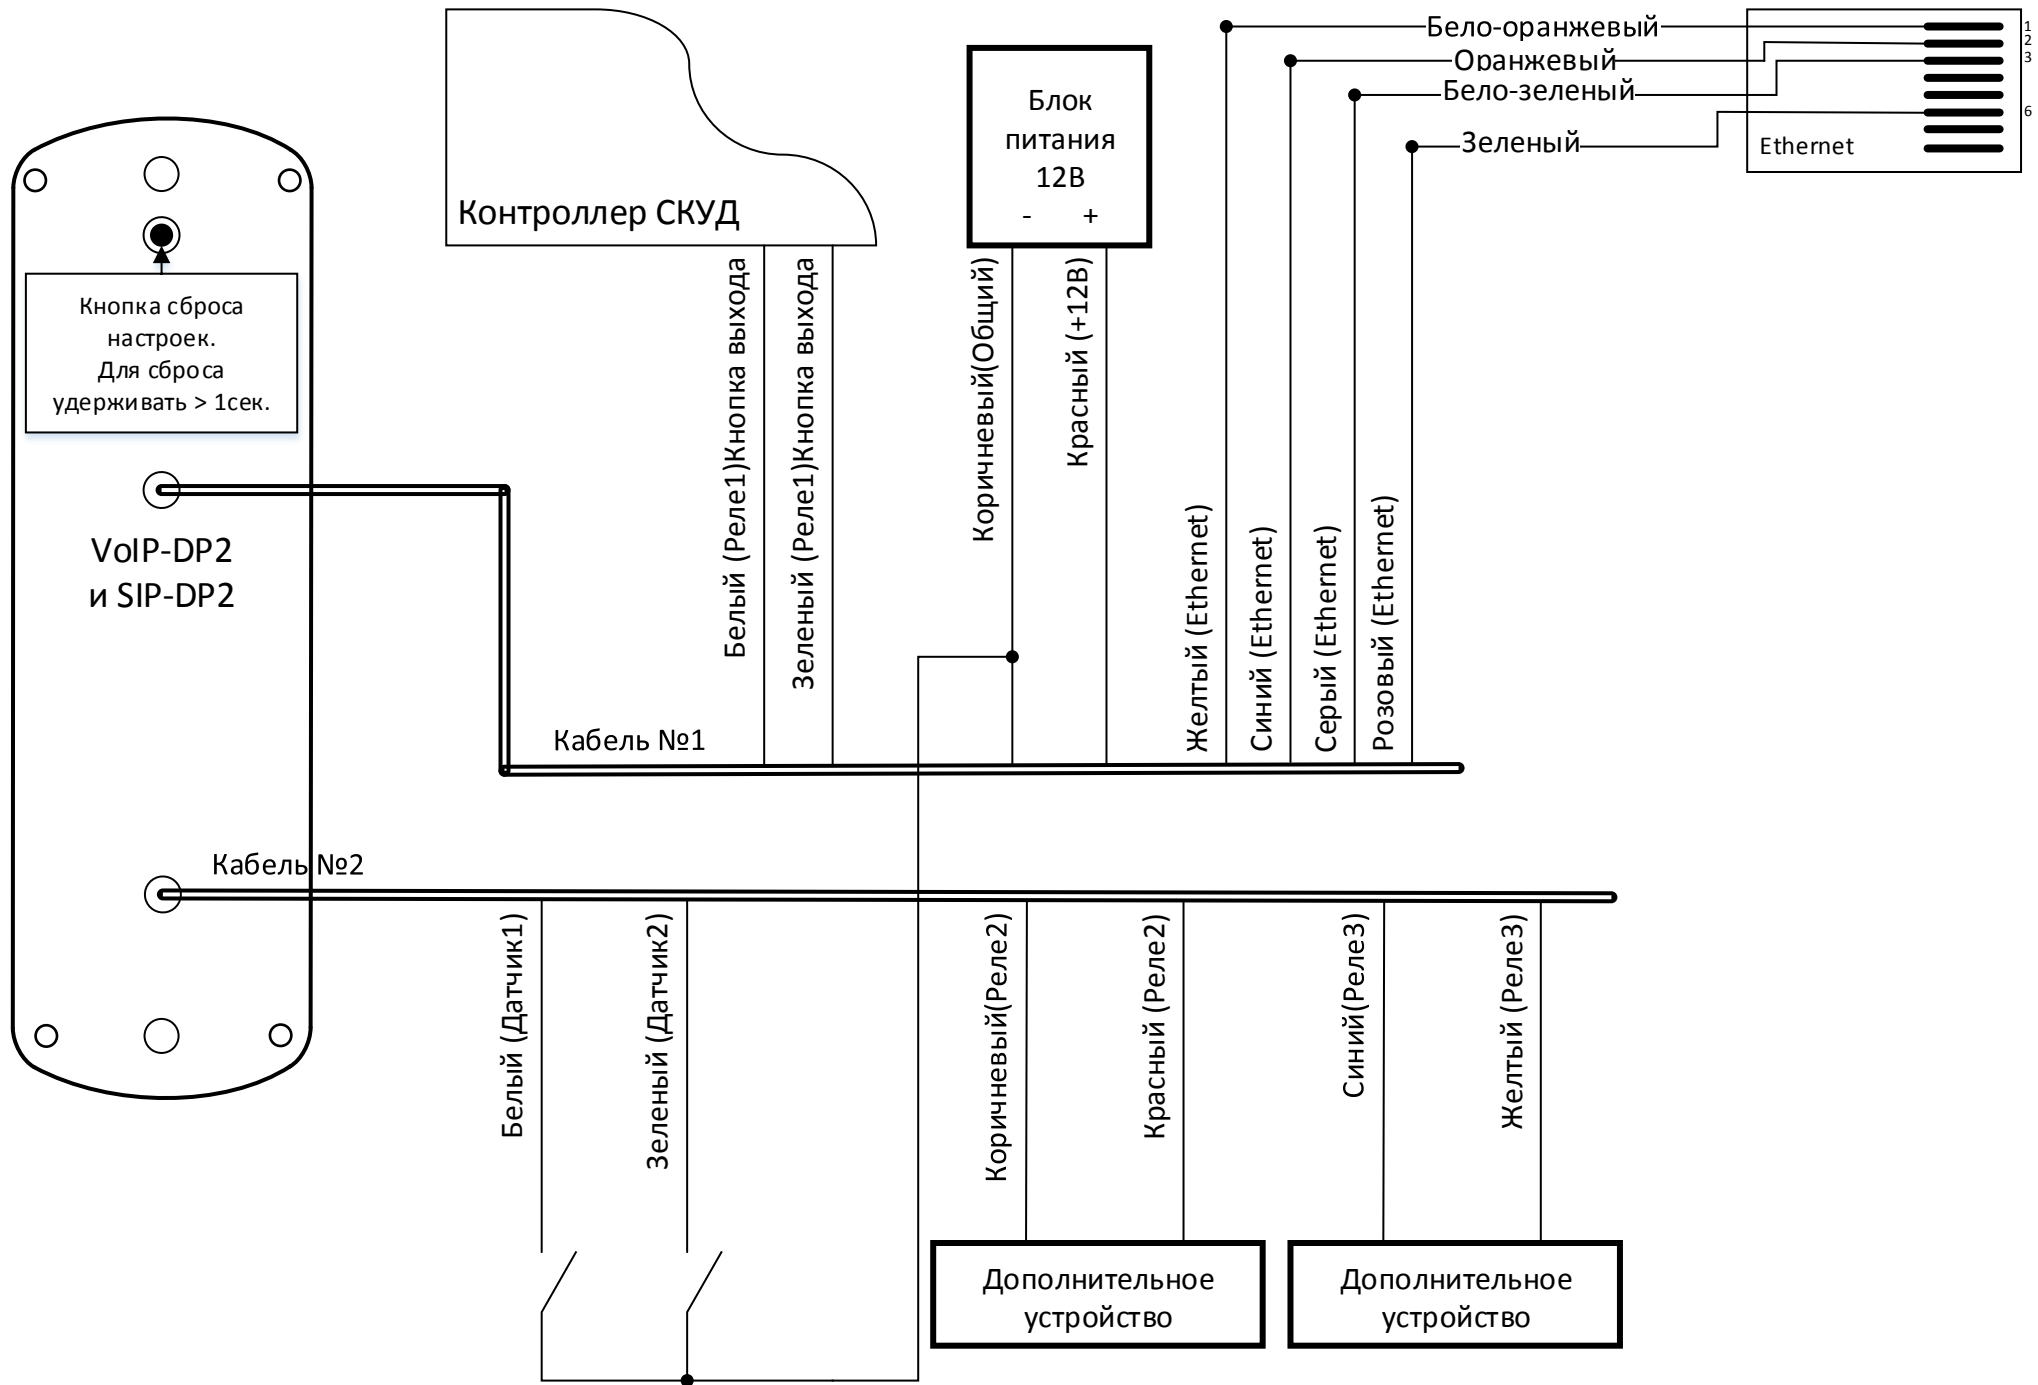 Бело-оранжевый
Оранжевый
Бело-зеленый
Зеленый
1
2
3
6
Ethernet
Блок
питания
12В
- +
Контроллер СКУД
Кнопка сброса
настроек.
Для сброса
удерживать > 1сек.
VoIP-DP2
и SIP-DP2
Белый (Реле1)Кнопка выхода
Зеленый (Реле1)Кнопка выхода
Коричневый(Общий)
Красный (+12В)
Желтый (Ethernet)
Синий (Ethernet)
Серый (Ethernet)
Розовый (Ethernet)
Кабель №1
Кабель №2
Белый (Датчик1)
Зеленый (Датчик2)
Коричневый(Реле2)
Красный (Реле2)
Синий(Реле3)
Желтый (Реле3)
Дополнительное
устройство
Дополнительное
устройство